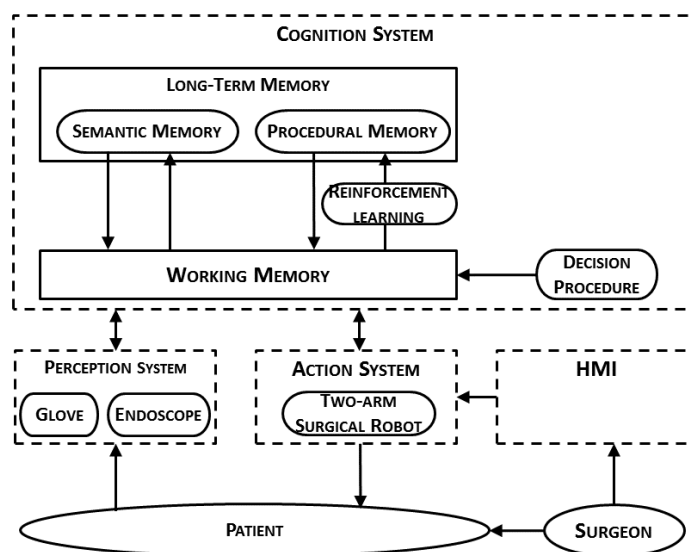 COGNITION SYSTEM
LONG-TERM MEMORY
SEMANTIC MEMORY
PROCEDURAL MEMORY
REINFORCEMENT
LEARNING
WORKING MEMORY
DECISION
PROCEDURE
PERCEPTION SYSTEM
GLOVE
ENDOSCOPE
ACTION SYSTEM
TWO-ARM
SURGICAL ROBOT
HMI
PATIENT
SURGEON